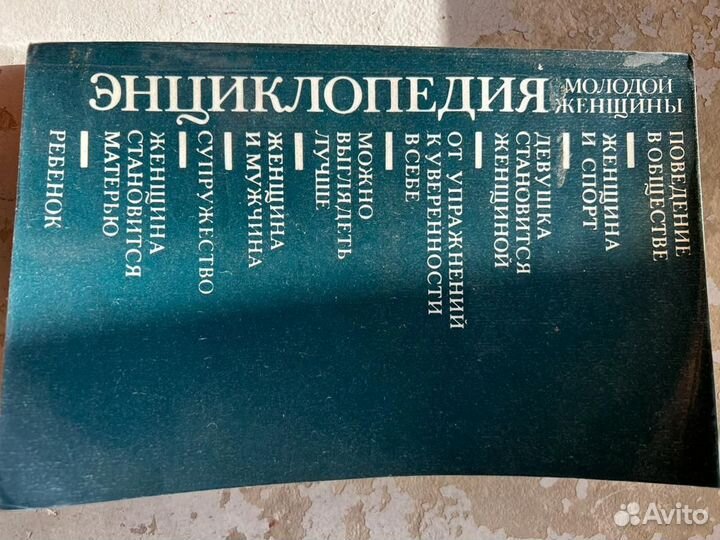 ЭНЦИКЛОПЕДИЯ
МОЛОДОЙ
ЖЕНЩИНЫ
ПОВЕДЕНИЕ
В ОБЩЕСТВЕ
ЖЕНЩИНА
И СПОРТ
ДЕВУШКА
СТАНОВИТСЯ
ЖЕНЩИНОЙ
ОТ УПРАЖНЕНИЙ
К УВЕРЕННОСТИ
В СЕБЕ
МОЖНО
ВЫГЛЯДЕТЬ
ЛУЧШЕ
ЖЕНЩИНА
И МУЖЧИНА
СУПРУЖЕСТВО
ЖЕНЩИНА
СТАНОВИТСЯ
МАТЕРЬЮ
РЕБЕНОК
Avito